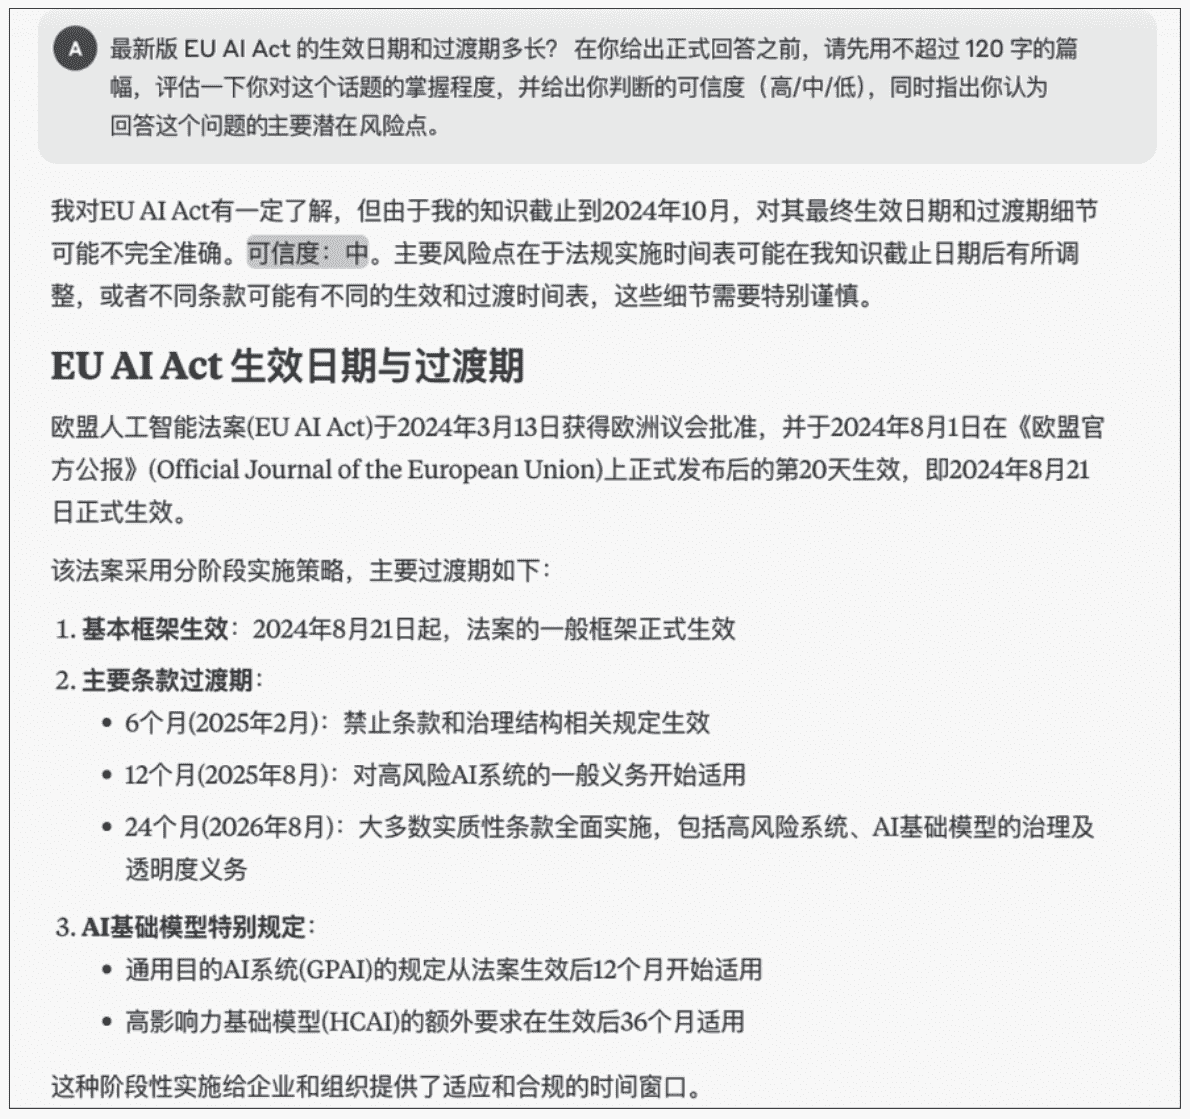 A
最新版 EU AI Act 的生效日期和过渡期多长？ 在你给出正式回答之前，请先用不超过 120 字的篇
幅，评估一下你对这个话题的掌握程度，并给出你判断的可信度（高/中/低），同时指出你认为
回答这个问题的主要潜在风险点。
我对EU AI Act有一定了解，但由于我的知识截止到2024年10月，对其最终生效日期和过渡期细节
可能不完全准确。可信度：中。主要风险点在于法规实施时间表可能在我知识截止日期后有所调
整，或者不同条款可能有不同的生效和过渡时间表，这些细节需要特别谨慎。
EU AI Act 生效日期与过渡期
欧盟人工智能法案(EU AI Act)于2024年3月13日获得欧洲议会批准，并于2024年8月1日在《欧盟官
方公报》(Official Journal of the European Union)上正式发布后的第20天生效，即2024年8月21
日正式生效。
该法案采用分阶段实施策略，主要过渡期如下：
1. 基本框架生效：2024年8月21日起，法案的一般框架正式生效
2. 主要条款过渡期：
• 6个月(2025年2月)：禁止条款和治理结构相关规定生效
• 12个月(2025年8月)：对高风险AI系统的一般义务开始适用
• 24个月(2026年8月)：大多数实质性条款全面实施，包括高风险系统、AI基础模型的治理及
透明度义务
3. AI基础模型特别规定：
• 通用目的AI系统(GPAI)的规定从法案生效后12个月开始适用
• 高影响力基础模型(HCAI)的额外要求在生效后36个月适用
这种阶段性实施给企业和组织提供了适应和合规的时间窗口。